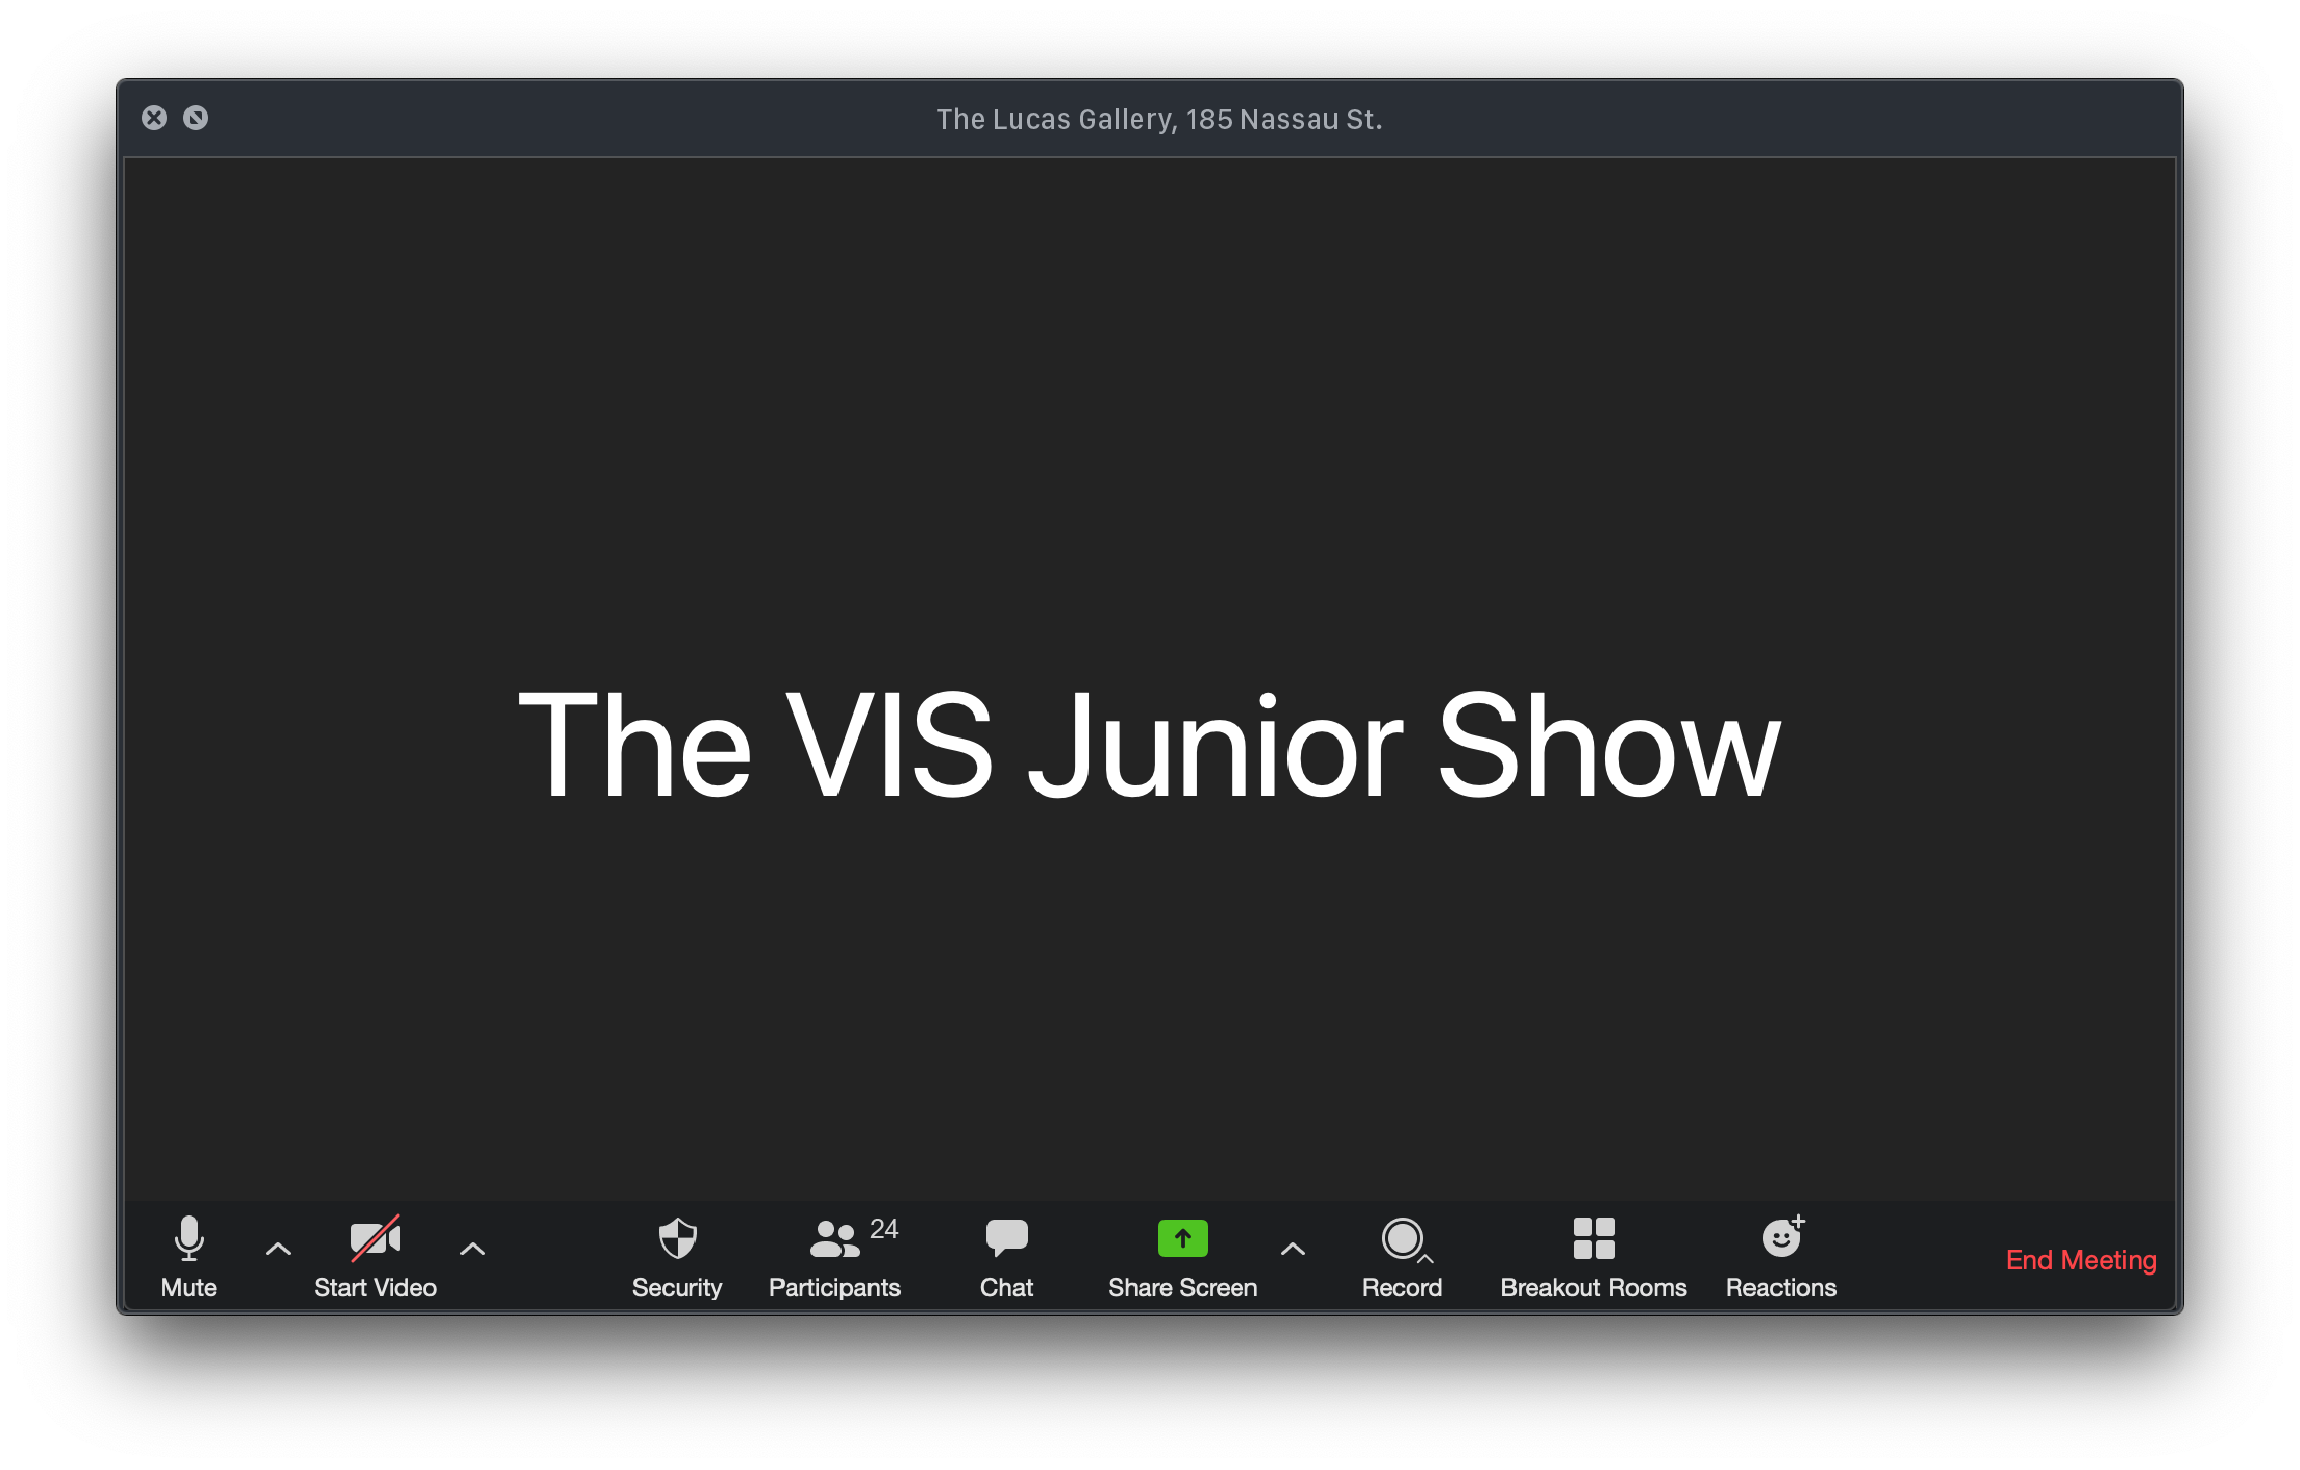 The Lucas Gallery, 185 Nassau St.
The VIS Junior Show
24
Mute
Start Video
Security
Participants
Chat
Share Screen
Record
Breakout Rooms
Reactions
End Meeting